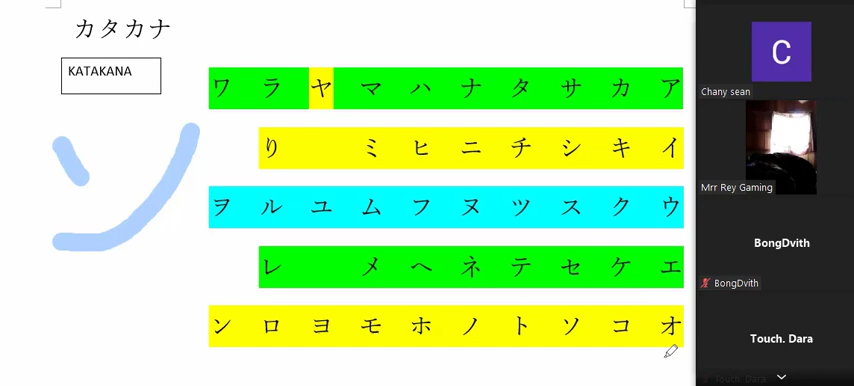 カタカナ
KATAKANA
ワ ラ ヤ マ ハ ナ タ サ カ ア
り ミ ヒ ニ チ シ キ イ
ヲ ル ユ ム フ ヌ ツ ス ク ウ
レ メ ヘ ネ テ セ ケ エ
ン ロ ヨ モ ホ ノ ト ソ コ オ
ソ
C
Chany sean
Mrr Rey Gaming
BongDvith
BongDvith
Touch. Dara
Touch. Dara